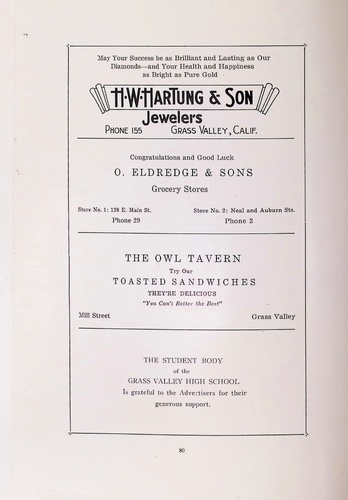 May Your Success be as Brilliant and Lasting as Our
Diamonds—and Your Health and Happiness
as Bright as Pure Gold
H·W·HARTUNG & SON
Jewelers
PHONE 155 GRASS VALLEY, CALIF.
Congratulations and Good Luck
O. ELDREDGE & SONS
Grocery Stores
Store No. 1: 128 E. Main St. Store No. 2: Neal and Auburn Sts.
Phone 29 Phone 2
THE OWL TAVERN
Try Our
TOASTED SANDWICHES
THEY'RE DELICIOUS
"You Can't Better the Best"
Mill Street Grass Valley
THE STUDENT BODY
of the
GRASS VALLEY HIGH SCHOOL
Is grateful to the Advertisers for their
generous support.
80